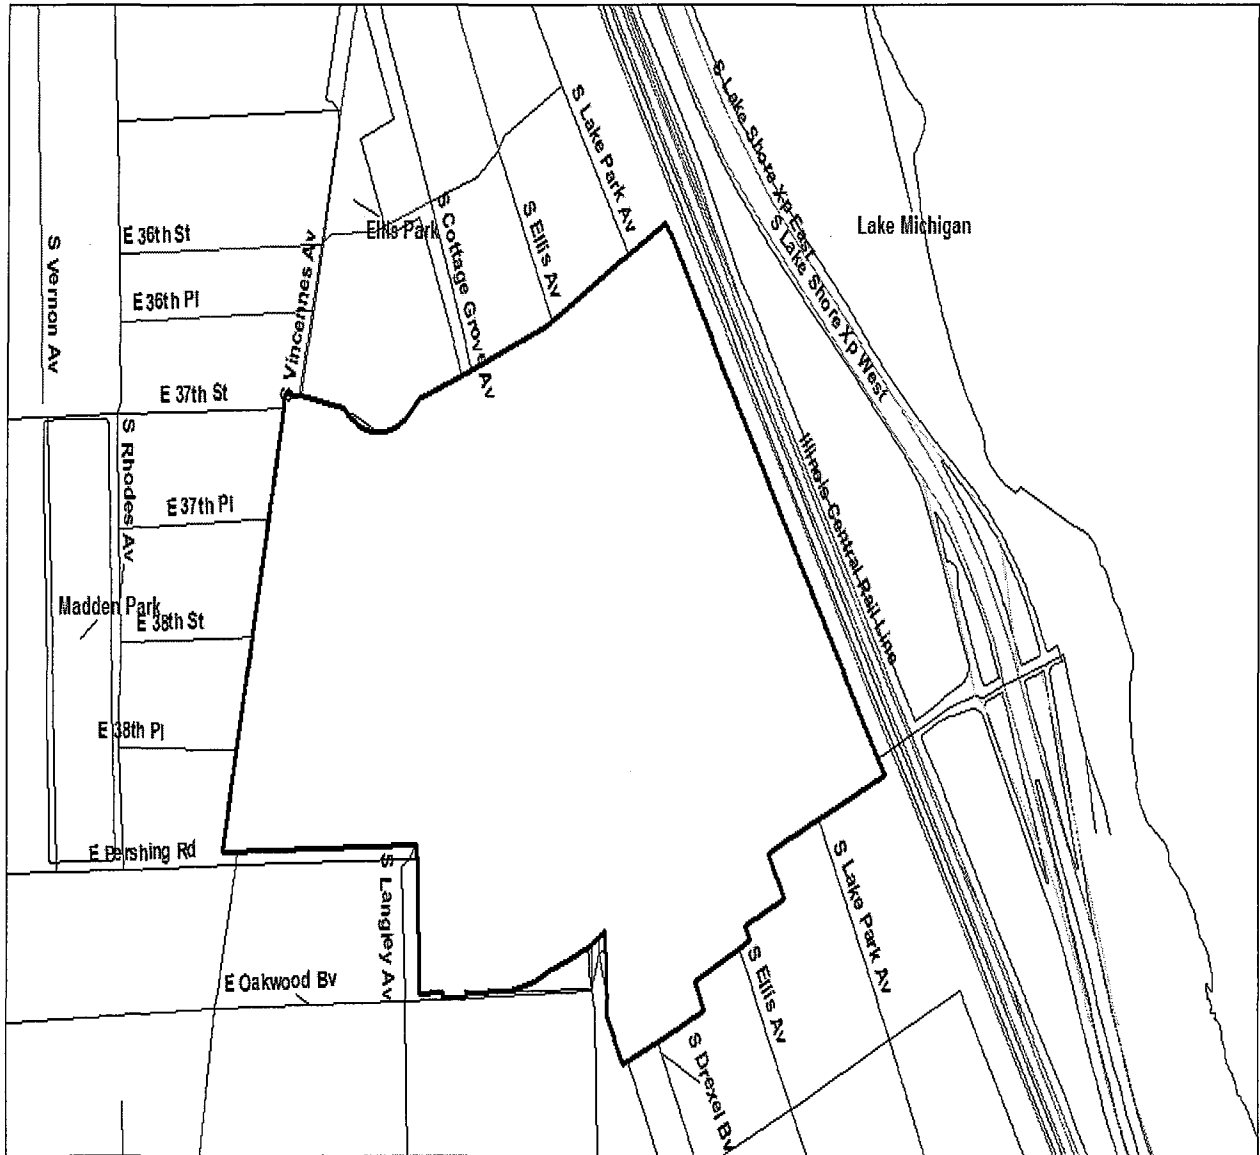 S Lake Shore Xp East
S Lake Park Av
S Cottage Grove Av
S Ellis Av
Ellis Park
Lake Michigan
E 36th St
S Vernon Av
S Vincennes Av
S Lake Shore Xp West
E 36th Pl
E 37th St
S Rhodes Av
Illinois Central Rail Line
E 37th Pl
Madden Park
E 38th St
E 38th Pl
E Pershing Rd
S Langley Av
S Lake Park Av
S Ellis Av
E Oakwood Bv
S Drexel Bv